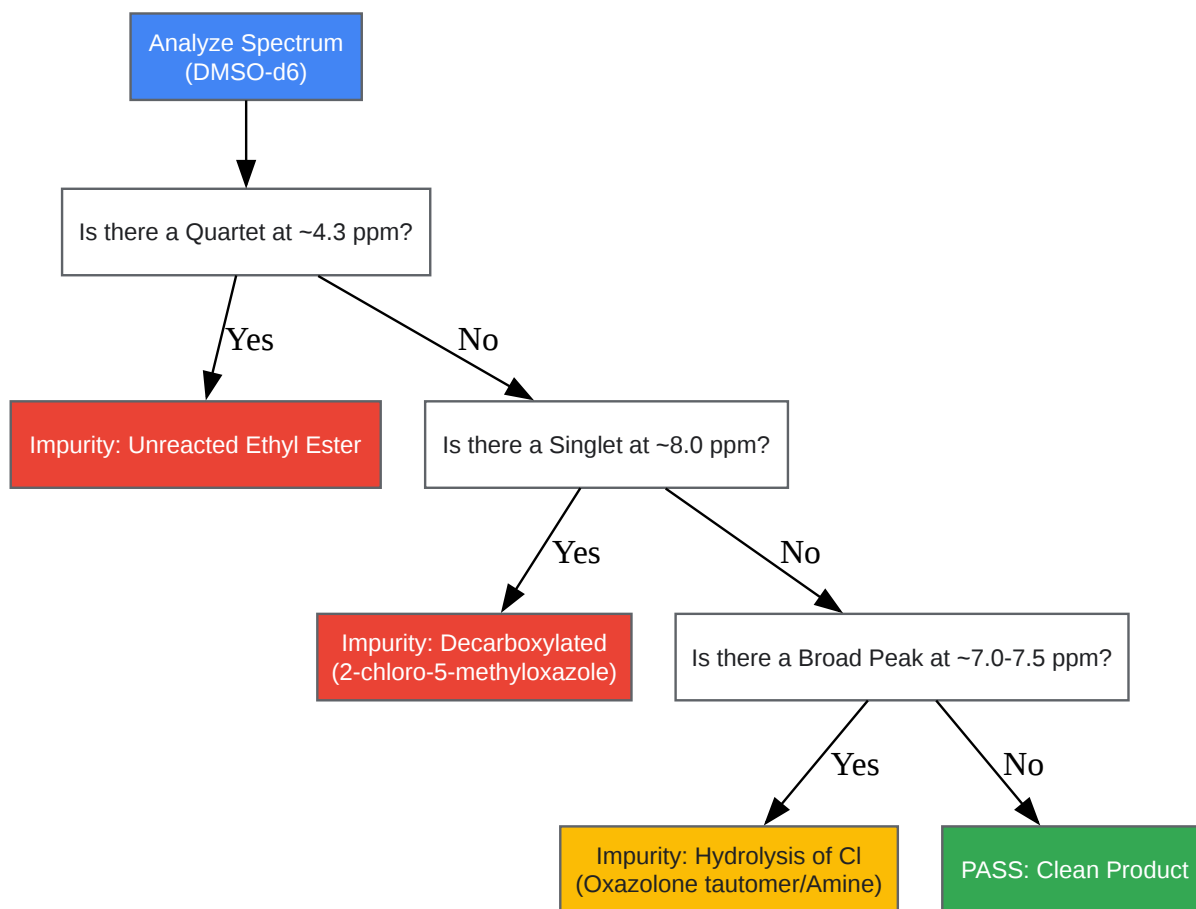 Analyze Spectrum
(DMSO-d6)
Is there a Quartet at ~4.3 ppm?
Yes
No
Impurity: Unreacted Ethyl Ester
Is there a Singlet at ~8.0 ppm?
Yes
No
Impurity: Decarboxylated
(2-chloro-5-methyloxazole)
Is there a Broad Peak at ~7.0-7.5 ppm?
Yes
No
Impurity: Hydrolysis of Cl
(Oxazolone tautomer/Amine)
PASS: Clean Product